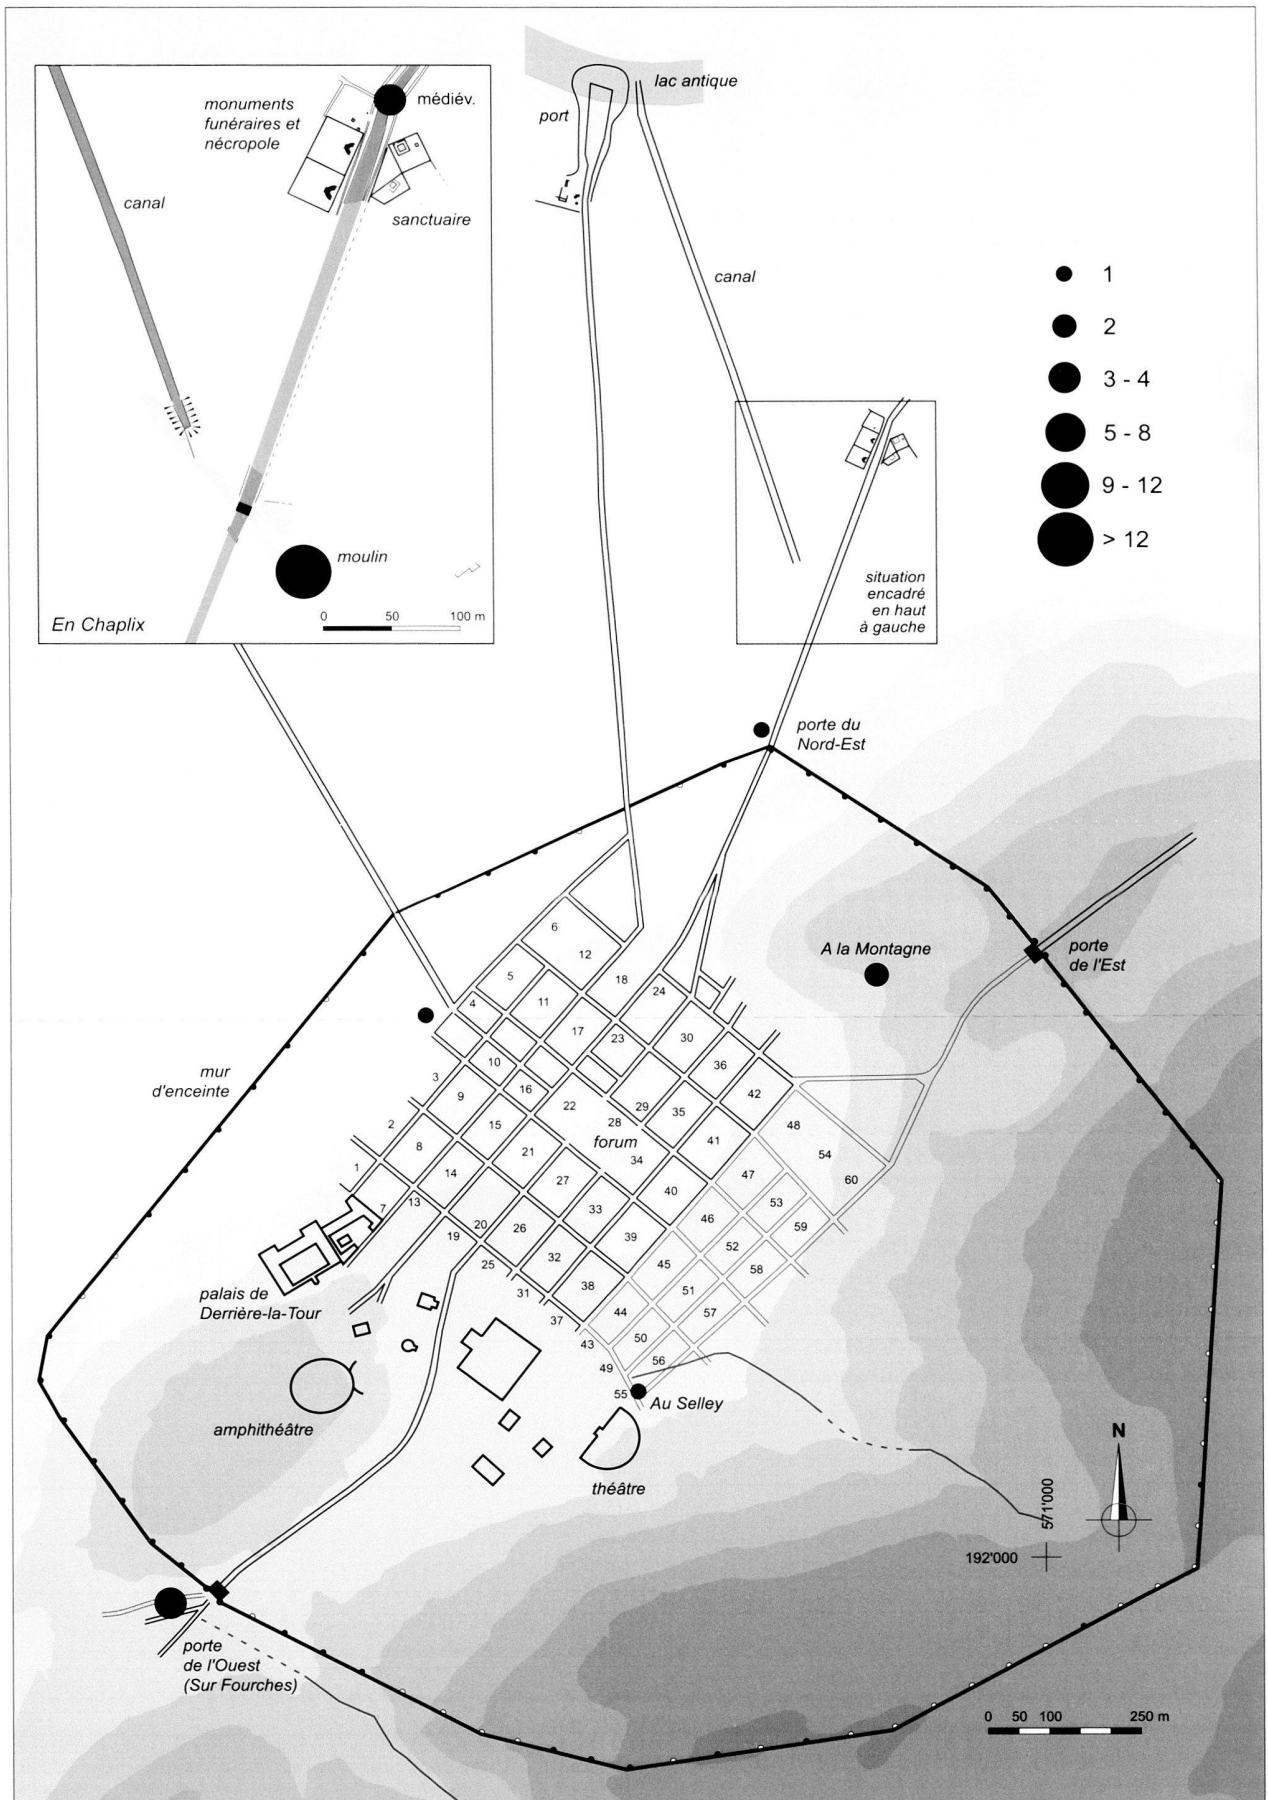 monuments
funéraires et
nécropole
médiév.
canal
sanctuaire
moulin
En Chaplix
0 50 100 m
lac antique
port
canal
1
2
3 - 4
5 - 8
9 - 12
> 12
situation
encadré
en haut
à gauche
porte du
Nord-Est
A la Montagne
porte
de l'Est
mur
d'enceinte
6
12
5
18
4
11
24
17
23
30
10
3
16
36
9
22
29
42
2
15
28
35
48
8
forum
21
34
41
54
1
14
27
47
60
7
13
40
33
53
20
26
46
59
19
39
52
25
32
45
58
31
38
51
37
44
57
43
50
49
56
55
palais de
Derrière-la-Tour
amphithéâtre
Au Selley
théâtre
N
571'000
192'000
porte
de l'Ouest
(Sur Fourches)
0 50 100 250 m